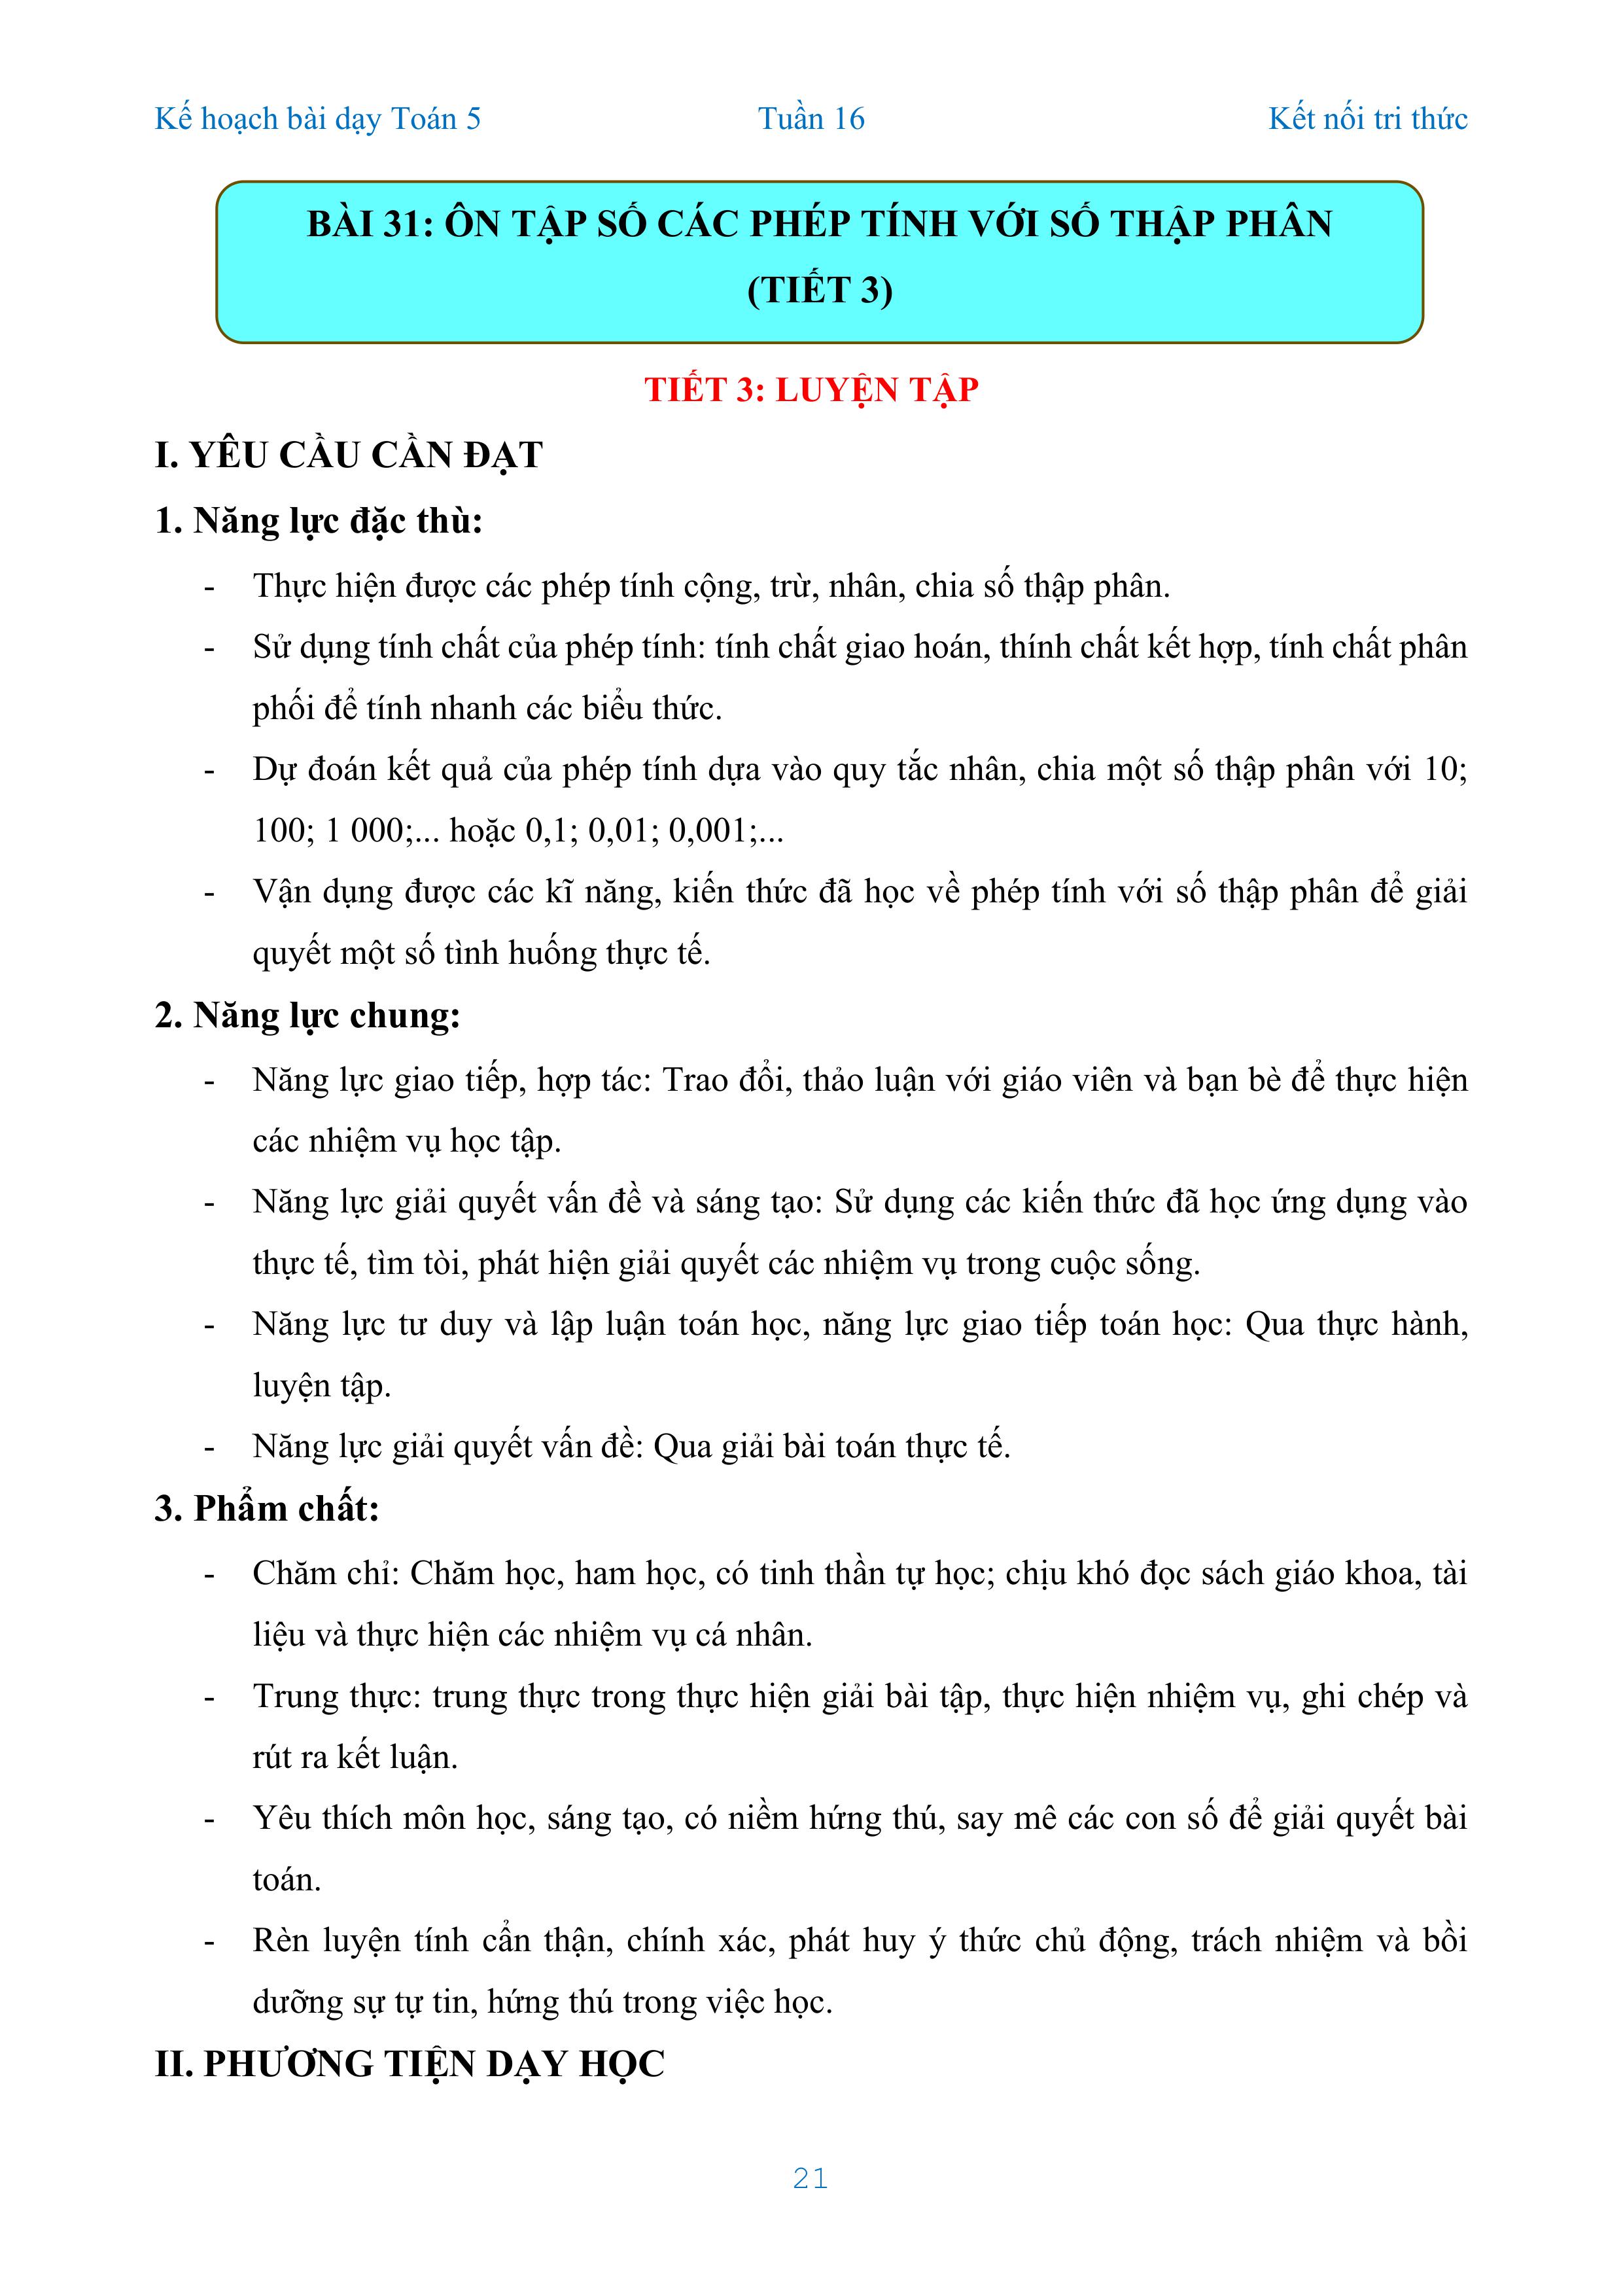 Kế hoạch bài dạy Toán 5 Tuần 16 Kết nối tri thức
BÀI 31: ÔN TẬP SỐ CÁC PHÉP TÍNH VỚI SỐ THẬP PHÂN
(TIẾT 3)
TIẾT 3: LUYỆN TẬP
I. YÊU CẦU CẦN ĐẠT
1. Năng lực đặc thù:
- Thực hiện được các phép tính cộng, trừ, nhân, chia số thập phân.
- Sử dụng tính chất của phép tính: tính chất giao hoán, thính chất kết hợp, tính chất phân
phối để tính nhanh các biểu thức.
- Dự đoán kết quả của phép tính dựa vào quy tắc nhân, chia một số thập phân với 10;
100; 1 000;... hoặc 0,1; 0,01; 0,001;...
- Vận dụng được các kĩ năng, kiến thức đã học về phép tính với số thập phân để giải
quyết một số tình huống thực tế.
2. Năng lực chung:
- Năng lực giao tiếp, hợp tác: Trao đổi, thảo luận với giáo viên và bạn bè để thực hiện
các nhiệm vụ học tập.
- Năng lực giải quyết vấn đề và sáng tạo: Sử dụng các kiến thức đã học ứng dụng vào
thực tế, tìm tòi, phát hiện giải quyết các nhiệm vụ trong cuộc sống.
- Năng lực tư duy và lập luận toán học, năng lực giao tiếp toán học: Qua thực hành,
luyện tập.
- Năng lực giải quyết vấn đề: Qua giải bài toán thực tế.
3. Phẩm chất:
- Chăm chỉ: Chăm học, ham học, có tinh thần tự học; chịu khó đọc sách giáo khoa, tài
liệu và thực hiện các nhiệm vụ cá nhân.
- Trung thực: trung thực trong thực hiện giải bài tập, thực hiện nhiệm vụ, ghi chép và
rút ra kết luận.
- Yêu thích môn học, sáng tạo, có niềm hứng thú, say mê các con số để giải quyết bài
toán.
- Rèn luyện tính cẩn thận, chính xác, phát huy ý thức chủ động, trách nhiệm và bồi
dưỡng sự tự tin, hứng thú trong việc học.
II. PHƯƠNG TIỆN DẠY HỌC
21